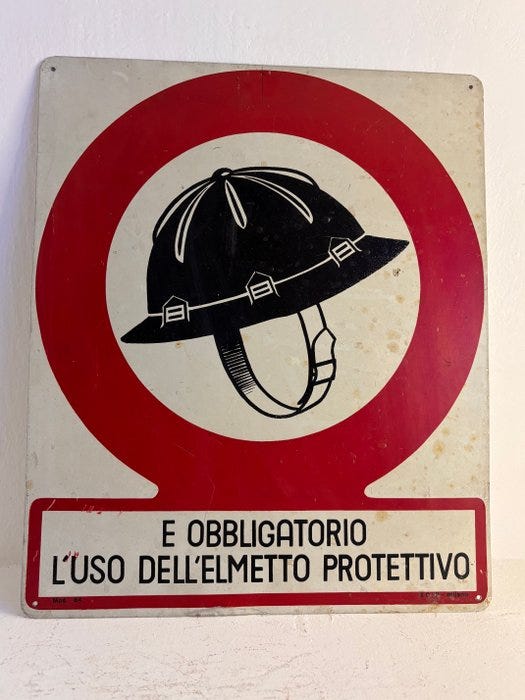 E OBBLIGATORIO
L'USO DELL'ELMETTO PROTETTIVO